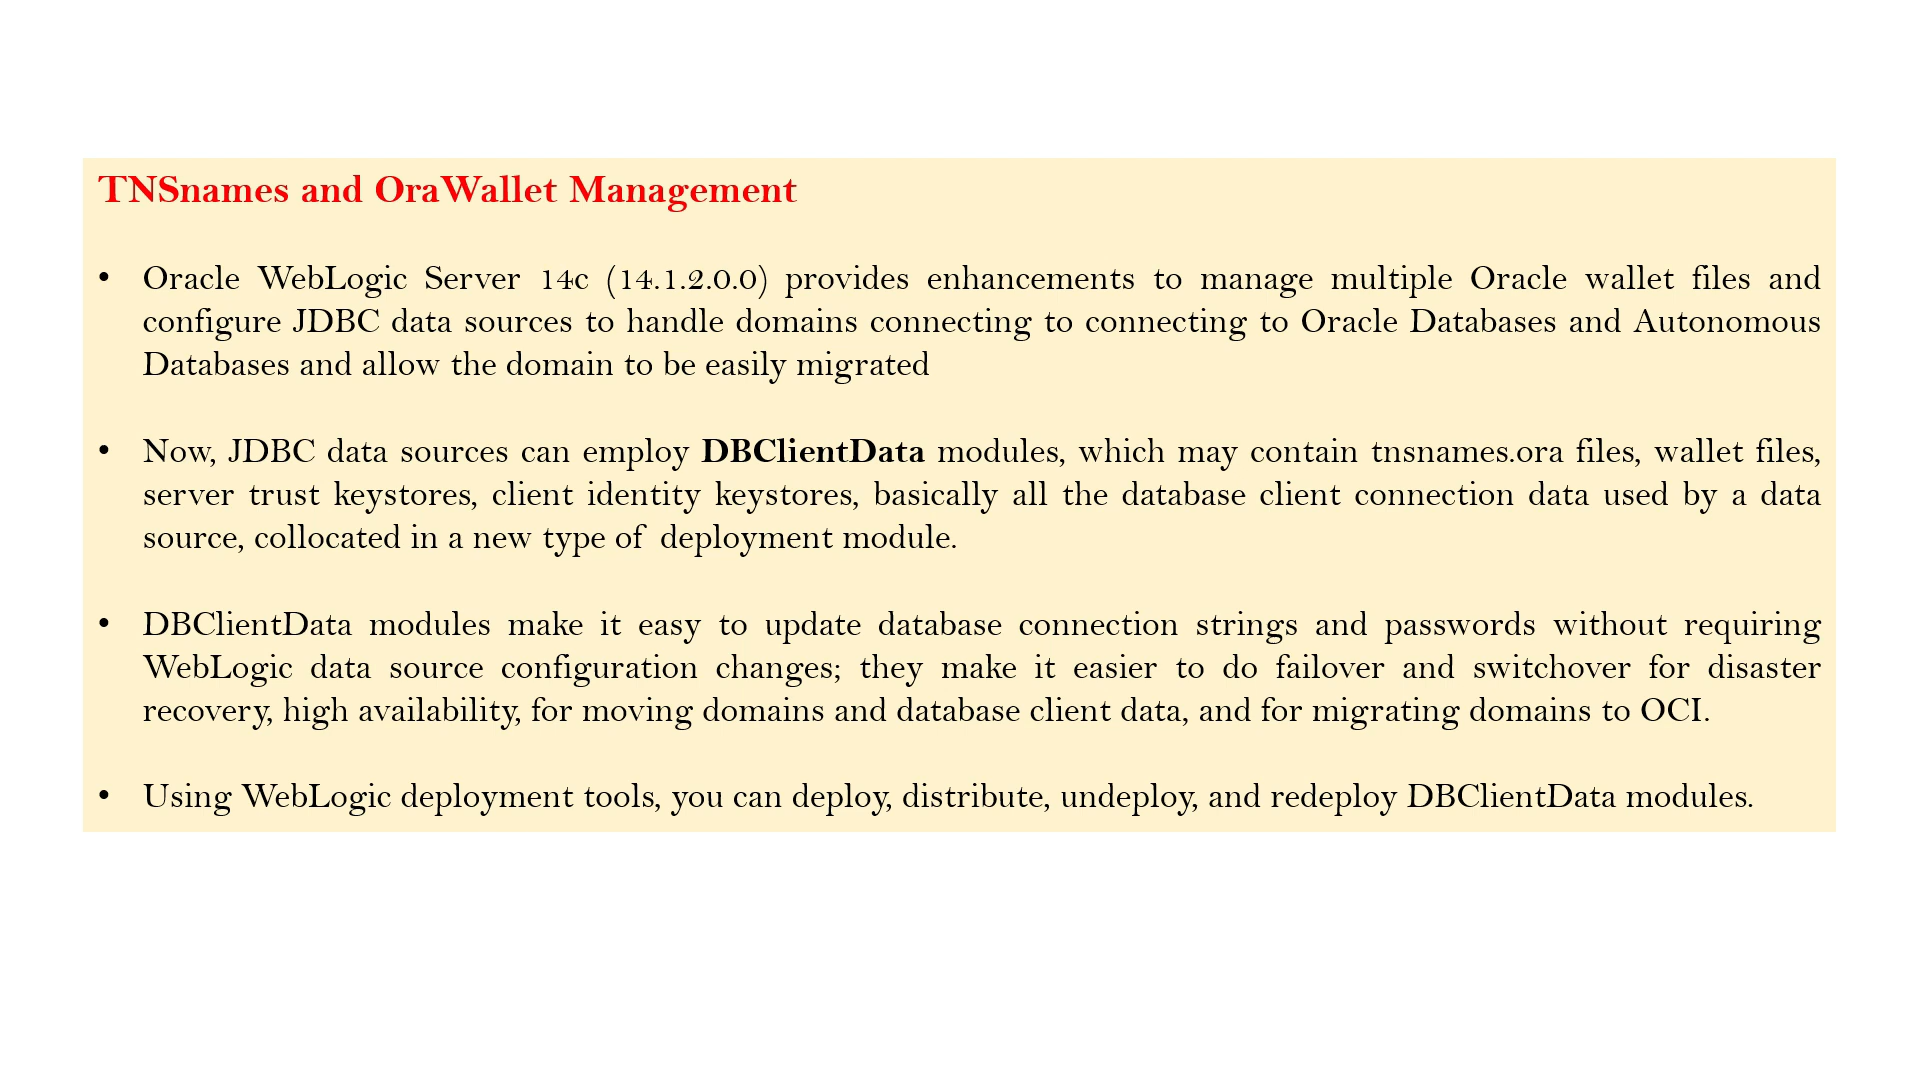 TNSnames and OraWallet Management
• Oracle WebLogic Server 14c (14.1.2.0.0) provides enhancements to manage multiple Oracle wallet files and
configure JDBC data sources to handle domains connecting to connecting to Oracle Databases and Autonomous
Databases and allow the domain to be easily migrated
• Now, JDBC data sources can employ DBClientData modules, which may contain tnsnames.ora files, wallet files,
server trust keystores, client identity keystores, basically all the database client connection data used by a data
source, collocated in a new type of deployment module.
• DBClientData modules make it easy to update database connection strings and passwords without requiring
WebLogic data source configuration changes; they make it easier to do failover and switchover for disaster
recovery, high availability, for moving domains and database client data, and for migrating domains to OCI.
• Using WebLogic deployment tools, you can deploy, distribute, undeploy, and redeploy DBClientData modules.